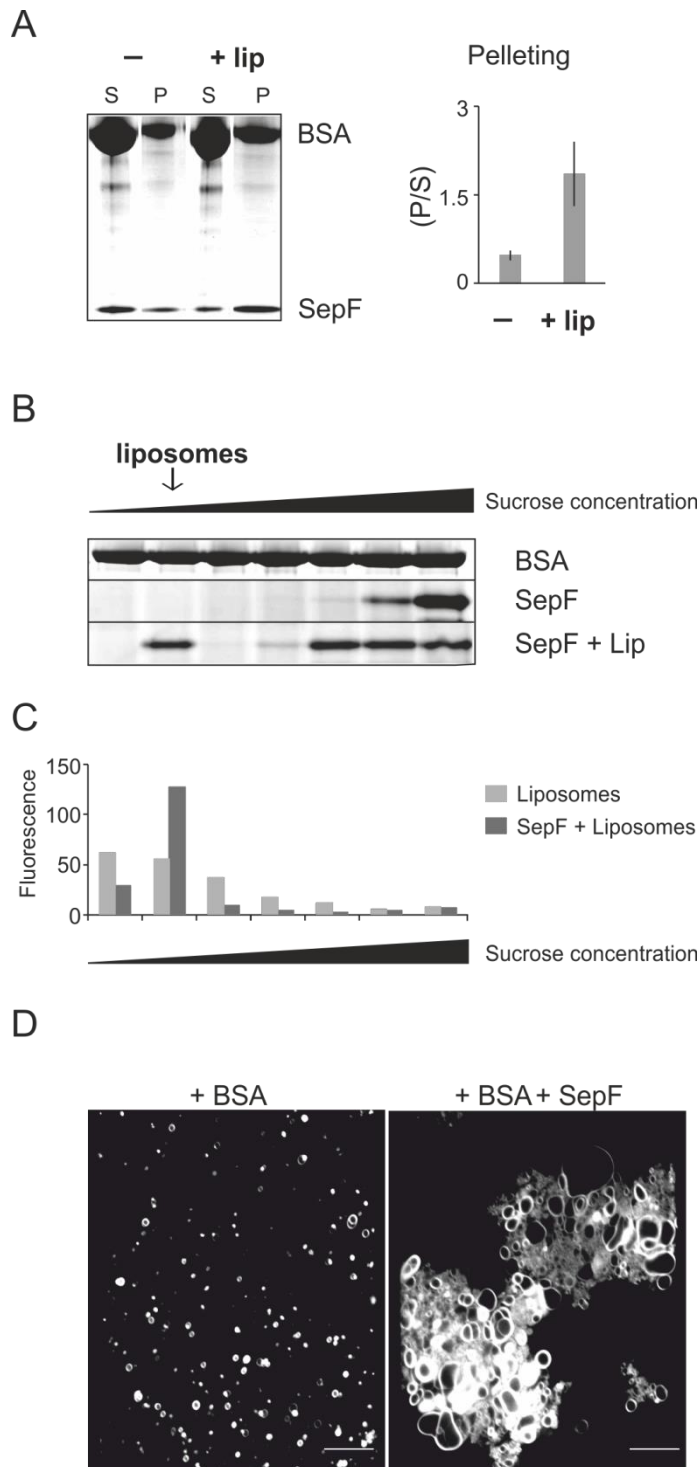 A
– + lip
S P S P
BSA
SepF
Pelleting
(P/S)
3
1.5
0
– + lip
B
liposomes
↓
Sucrose concentration
BSA
SepF
SepF + Lip
C
Fluorescence
150
100
50
0
Liposomes
SepF + Liposomes
Sucrose concentration
D
+ BSA + BSA + SepF